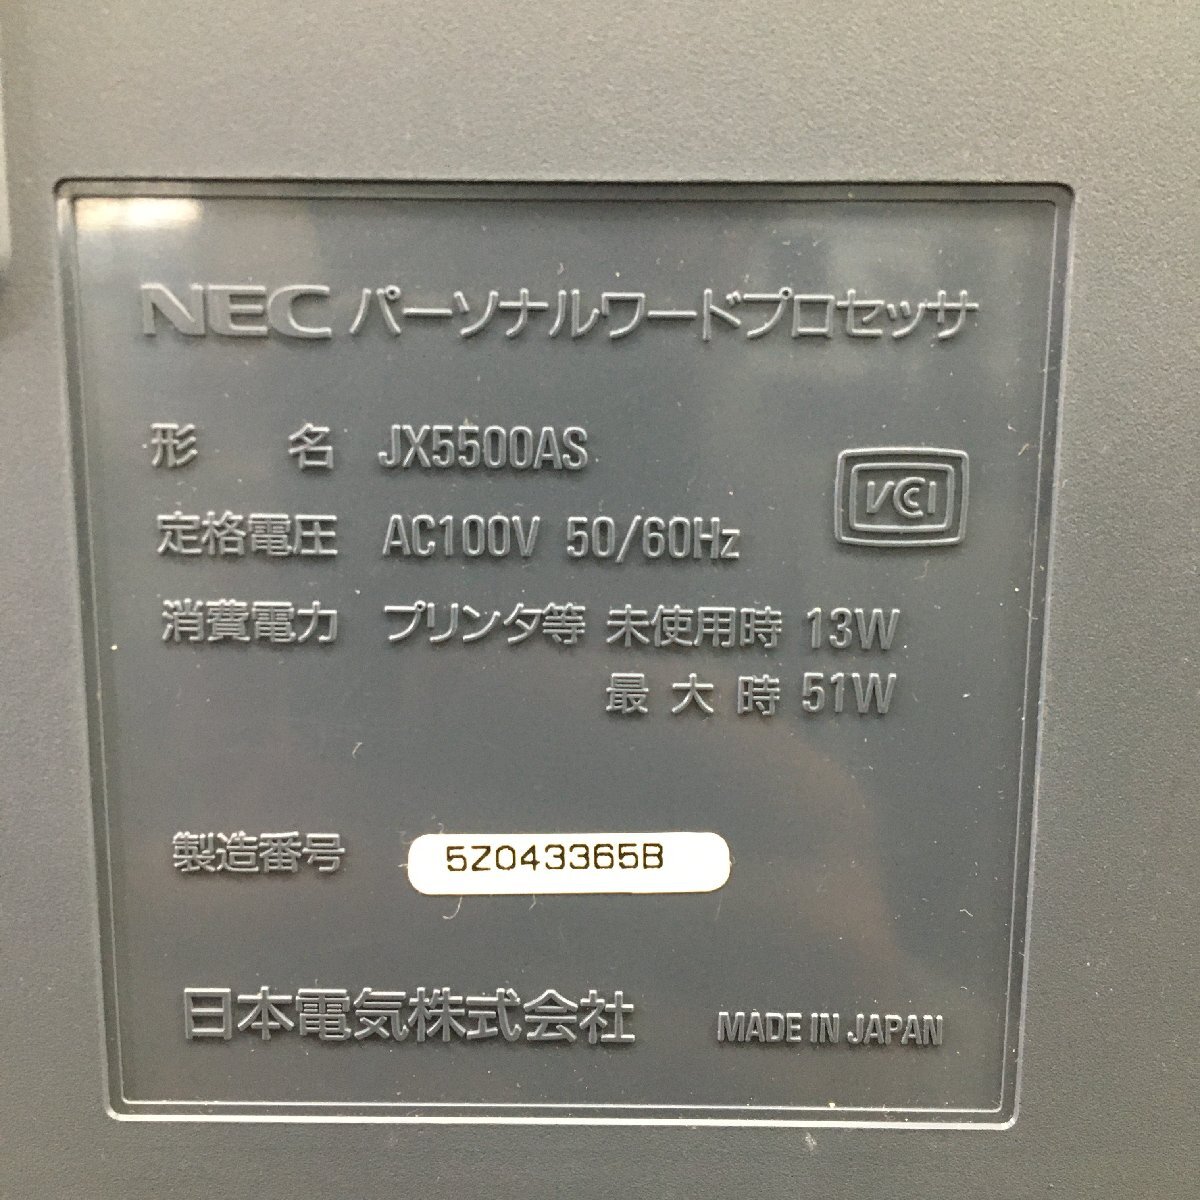 NEC パーソナルワードプロセッサ
形 名 JX5500AS
VCCI
定格電圧 AC100V 50/60Hz
消費電力 プリンタ等 未使用時 13W
最大時 51W
製造番号 5Z043365B
日本電気株式会社 MADE IN JAPAN